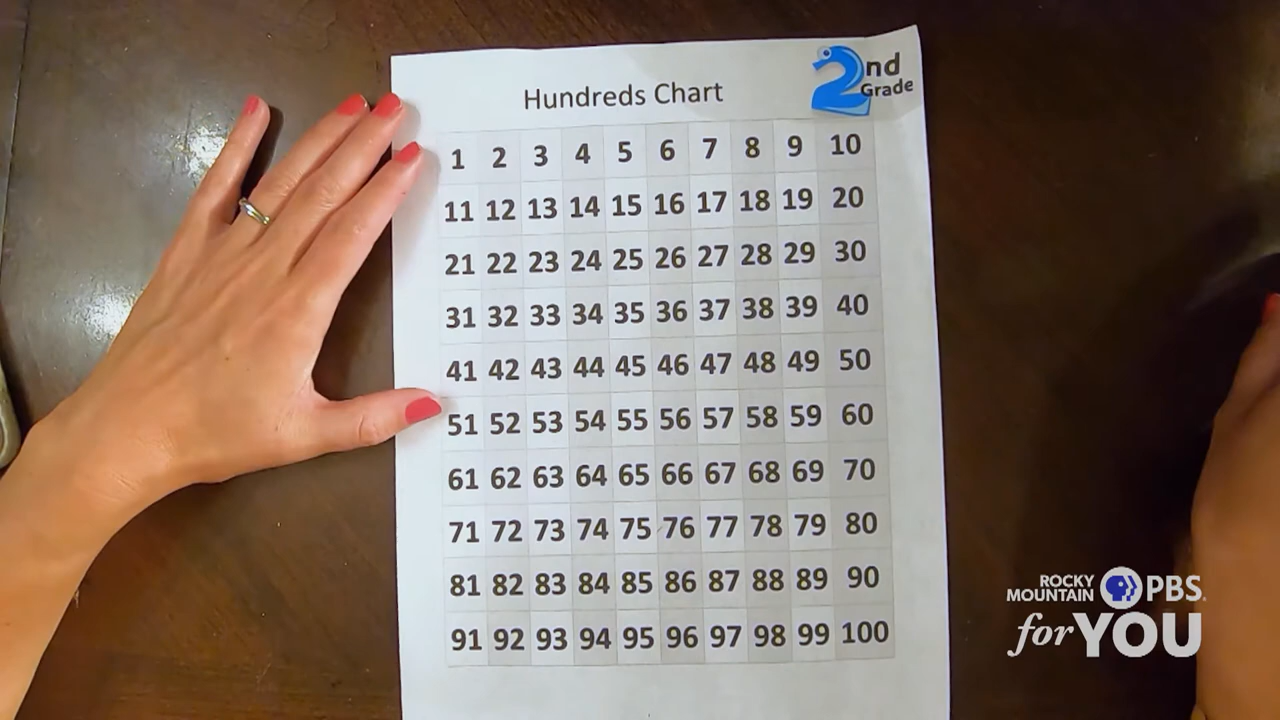 2nd
Grade
Hundreds Chart
1 2 3 4 5 6 7 8 9 10
11 12 13 14 15 16 17 18 19 20
21 22 23 24 25 26 27 28 29 30
31 32 33 34 35 36 37 38 39 40
41 42 43 44 45 46 47 48 49 50
51 52 53 54 55 56 57 58 59 60
61 62 63 64 65 66 67 68 69 70
71 72 73 74 75 76 77 78 79 80
81 82 83 84 85 86 87 88 89 90
91 92 93 94 95 96 97 98 99 100
ROCKY
MOUNTAIN PBS.
for YOU